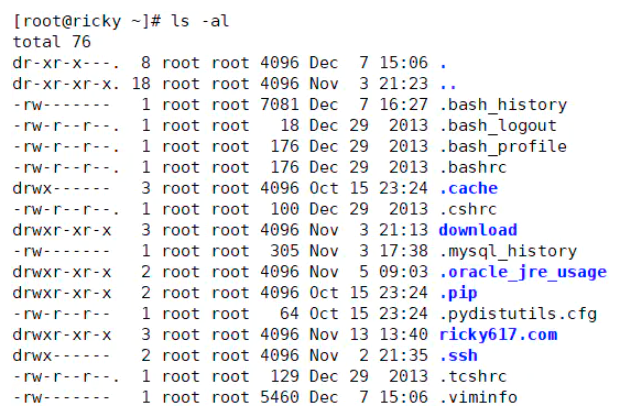 [root@ricky ~]# ls -al
total 76
dr-xr-x---.  8 root root 4096 Dec  7 15:06 .
dr-xr-xr-x. 18 root root 4096 Nov  3 21:23 ..
-rw-------   1 root root 7081 Dec  7 16:27 .bash_history
-rw-r--r--.  1 root root   18 Dec 29  2013 .bash_logout
-rw-r--r--.  1 root root  176 Dec 29  2013 .bash_profile
-rw-r--r--.  1 root root  176 Dec 29  2013 .bashrc
drwx------   3 root root 4096 Oct 15 23:24 .cache
-rw-r--r--.  1 root root  100 Dec 29  2013 .cshrc
drwxr-xr-x   3 root root 4096 Nov  3 21:13 download
-rw-------   1 root root  305 Nov  3 17:38 .mysql_history
drwxr-xr-x   2 root root 4096 Nov  5 09:03 .oracle_jre_usage
drwxr-xr-x   2 root root 4096 Oct 15 23:24 .pip
-rw-r--r--   1 root root   64 Oct 15 23:24 .pydistutils.cfg
drwxr-xr-x   3 root root 4096 Nov 13 13:40 ricky617.com
drwx------   2 root root 4096 Nov  2 21:35 .ssh
-rw-r--r--.  1 root root  129 Dec 29  2013 .tcshrc
-rw-------   1 root root 5460 Dec  7 15:06 .viminfo